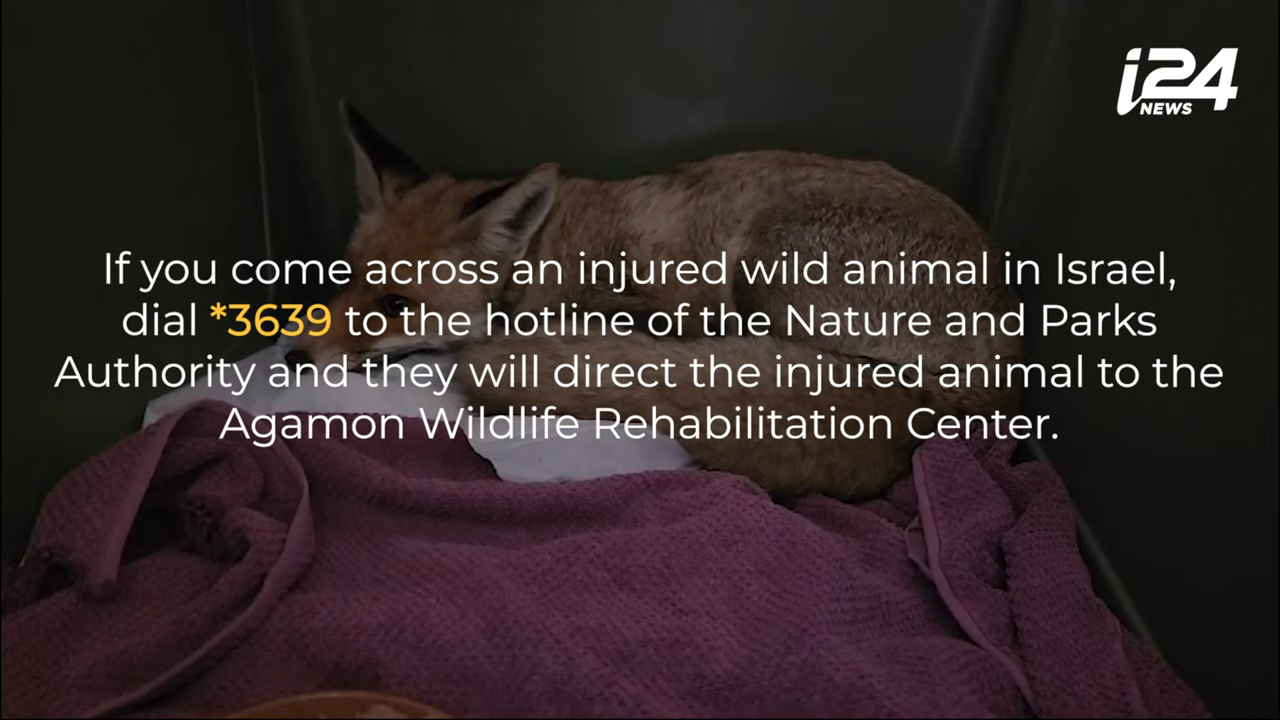 i24
NEWS
If you come across an injured wild animal in Israel,
dial *3639 to the hotline of the Nature and Parks
Authority and they will direct the injured animal to the
Agamon Wildlife Rehabilitation Center.